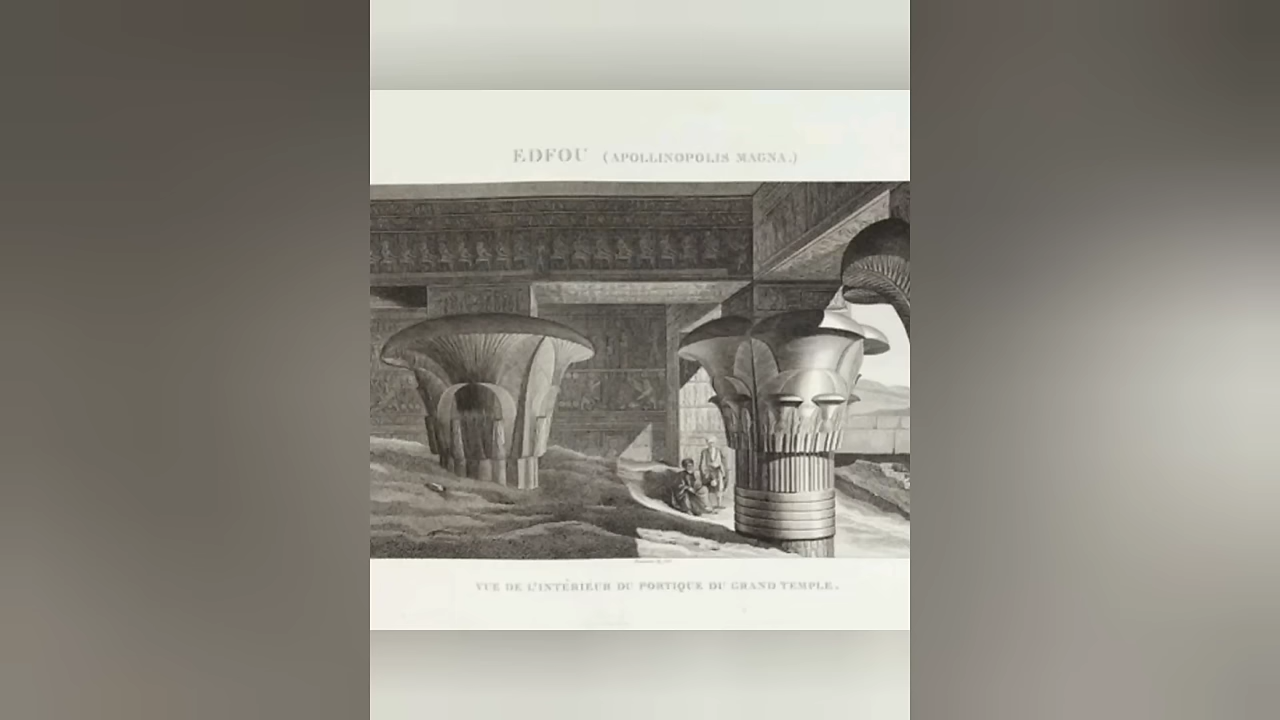 EDFOU (APOLLINOPOLIS MAGNA.)
VUE DE L'INTÉRIEUR DU PORTIQUE DU GRAND TEMPLE.